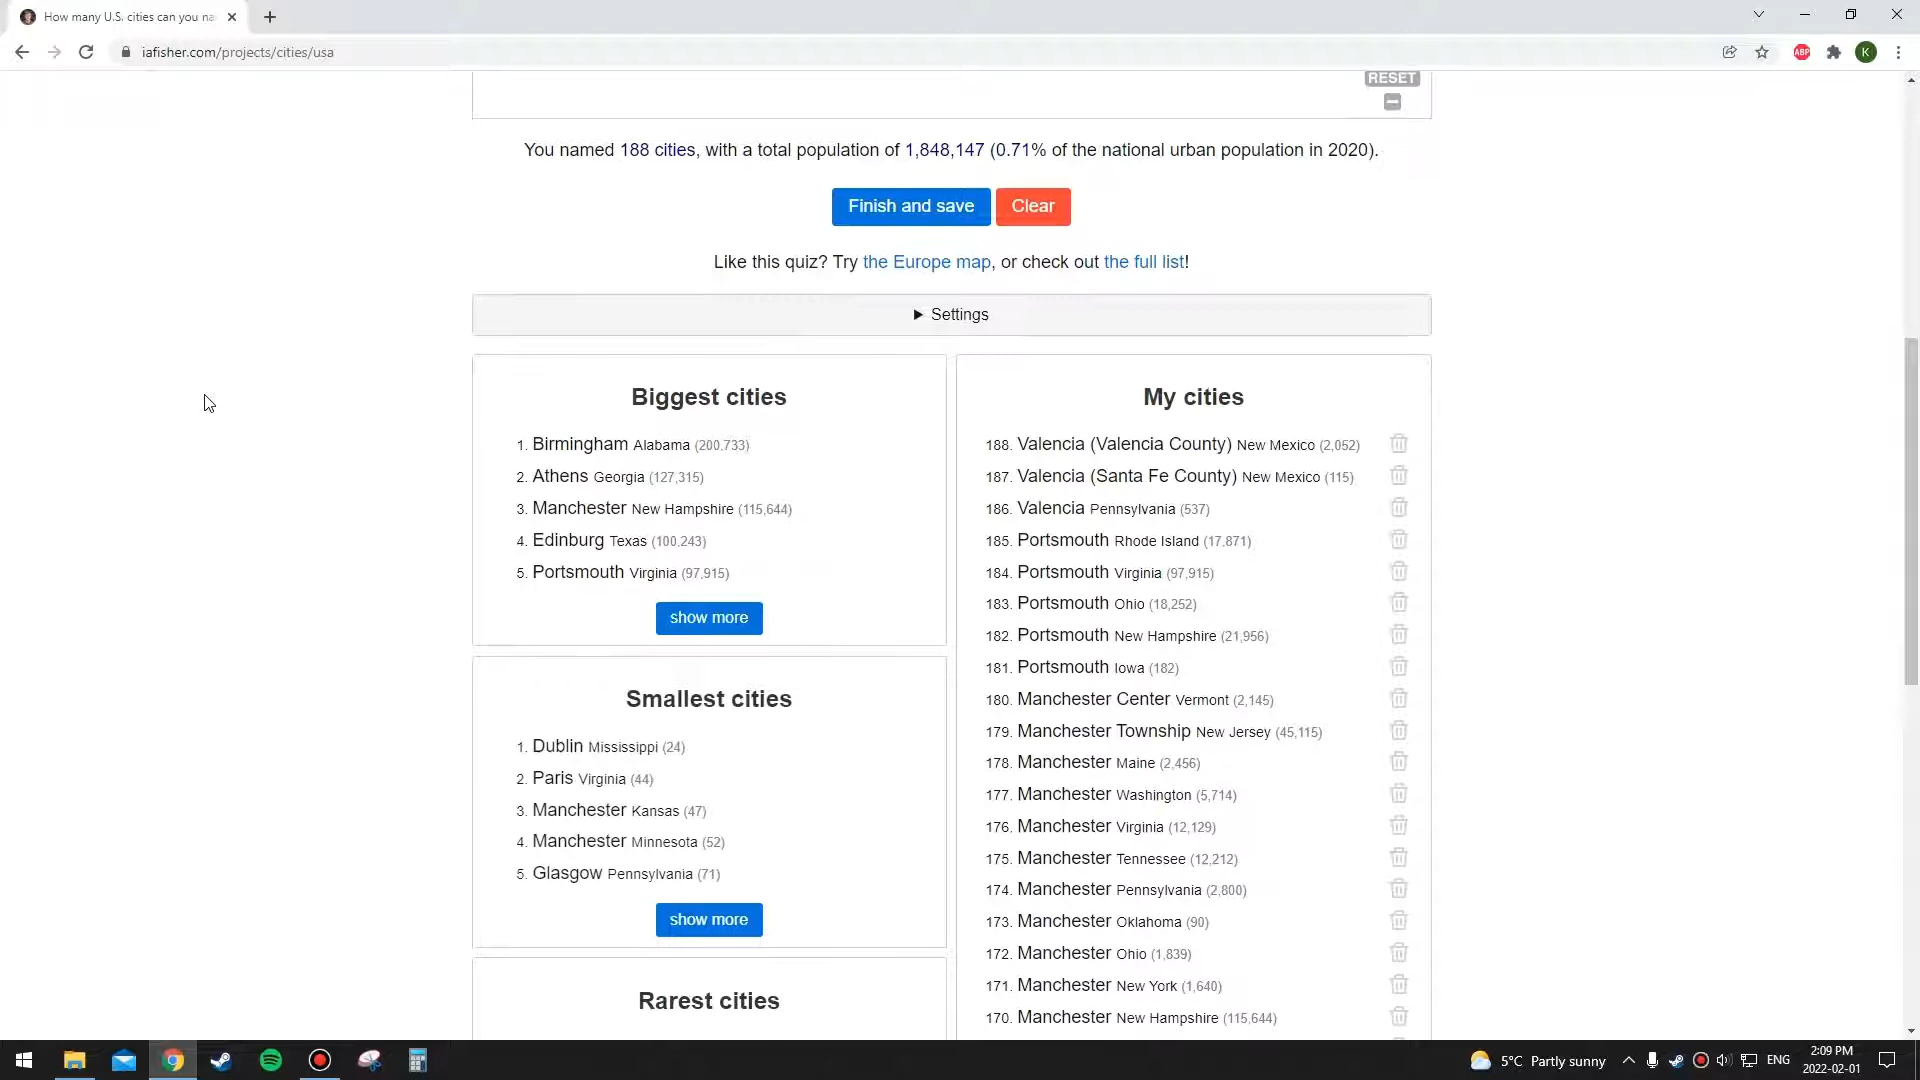 How many U.S. cities can you na
iafisher.com/projects/cities/usa
ABP
K
RESET
You named 188 cities, with a total population of 1,848,147 (0.71% of the national urban population in 2020).
Finish and save
Clear
Like this quiz? Try the Europe map, or check out the full list!
Settings
Biggest cities
1. Birmingham Alabama (200,733)
2. Athens Georgia (127,315)
3. Manchester New Hampshire (115,644)
4. Edinburg Texas (100,243)
5. Portsmouth Virginia (97,915)
show more
Smallest cities
1. Dublin Mississippi (24)
2. Paris Virginia (44)
3. Manchester Kansas (47)
4. Manchester Minnesota (52)
5. Glasgow Pennsylvania (71)
show more
Rarest cities
My cities
188. Valencia (Valencia County) New Mexico (2,052)
187. Valencia (Santa Fe County) New Mexico (115)
186. Valencia Pennsylvania (537)
185. Portsmouth Rhode Island (17,871)
184. Portsmouth Virginia (97,915)
183. Portsmouth Ohio (18,252)
182. Portsmouth New Hampshire (21,956)
181. Portsmouth Iowa (182)
180. Manchester Center Vermont (2,145)
179. Manchester Township New Jersey (45,115)
178. Manchester Maine (2,456)
177. Manchester Washington (5,714)
176. Manchester Virginia (12,129)
175. Manchester Tennessee (12,212)
174. Manchester Pennsylvania (2,800)
173. Manchester Oklahoma (90)
172. Manchester Ohio (1,839)
171. Manchester New York (1,640)
170. Manchester New Hampshire (115,644)
5°C Partly sunny
ENG
2:09 PM
2022-02-01